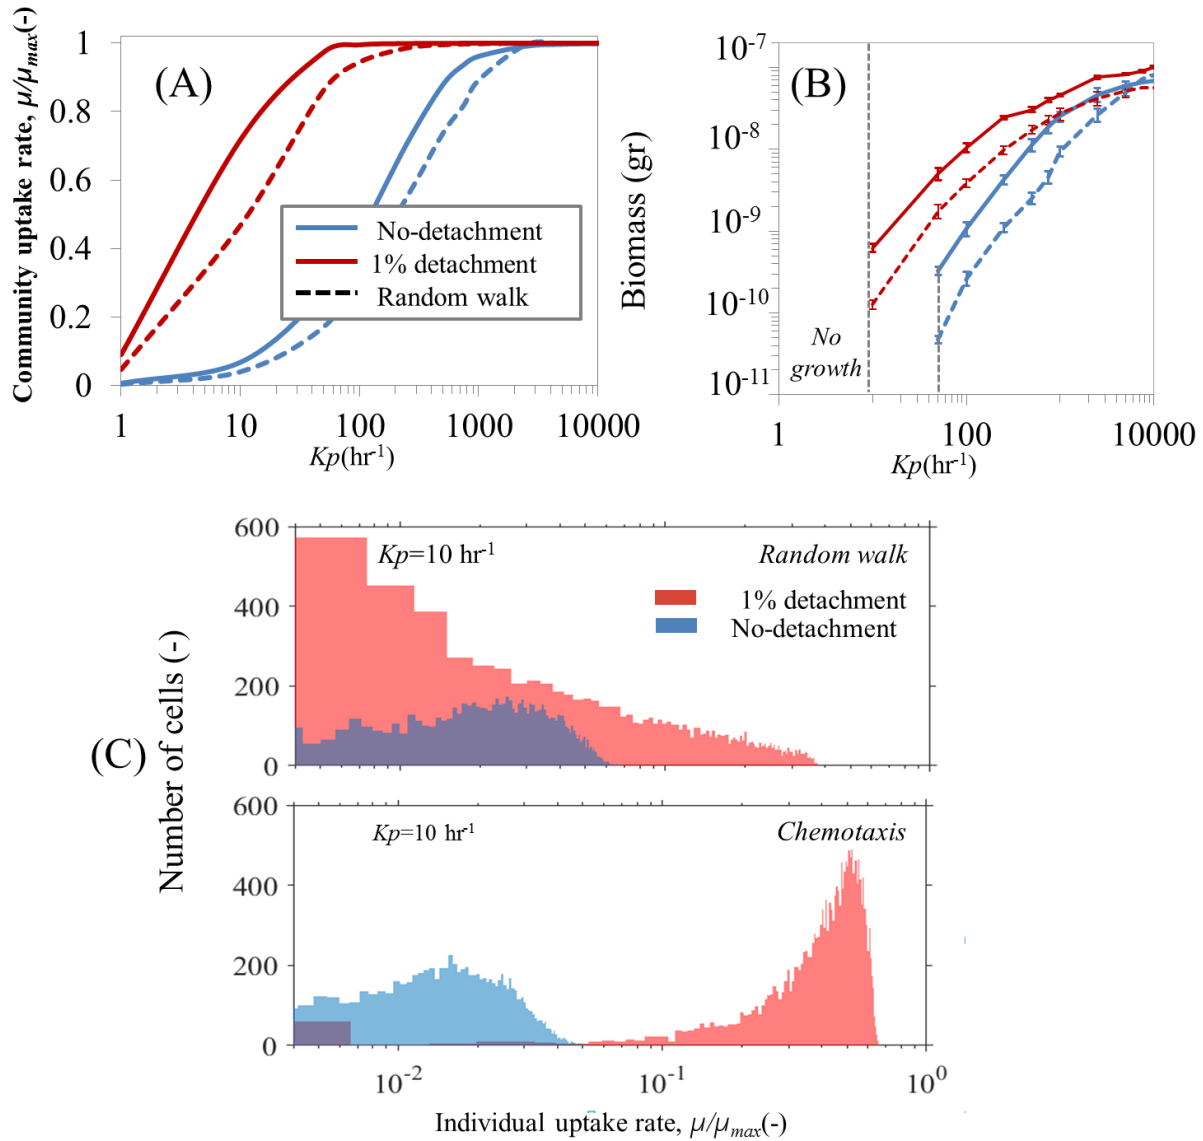 (A)
Community uptake rate, μ/μmax(-)
1
0.8
0.6
0.4
0.2
0
No-detachment
1% detachment
Random walk
1 10 100 1000 10000
Kp(hr-1)
(B)
Biomass (gr)
10-7
10-8
10-9
10-10
10-11
No
growth
1 100 10000
Kp(hr-1)
(C)
Number of cells (-)
600
400
200
0
Kp=10 hr-1
Random walk
1% detachment
No-detachment
600
400
200
0
Kp=10 hr-1
Chemotaxis
10-2 10-1 100
Individual uptake rate, μ/μmax(-)